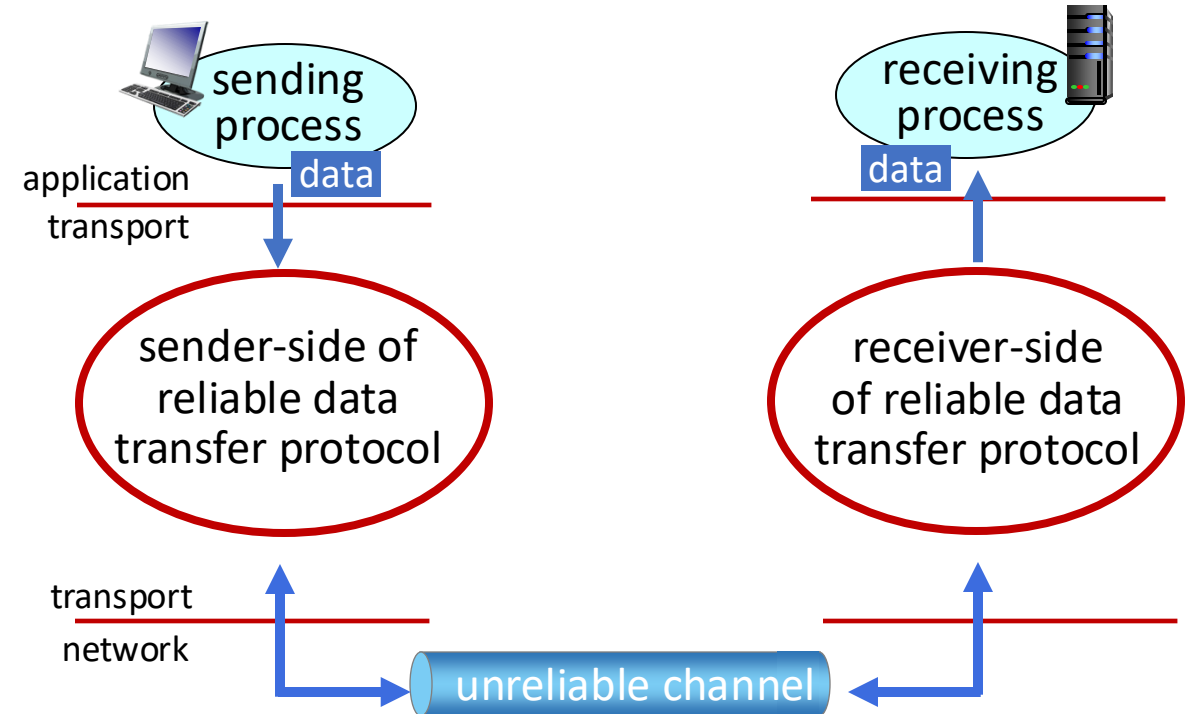 sending
process
data
application
transport
receiving
process
data
sender-side of
reliable data
transfer protocol
receiver-side
of reliable data
transfer protocol
transport
network
unreliable channel